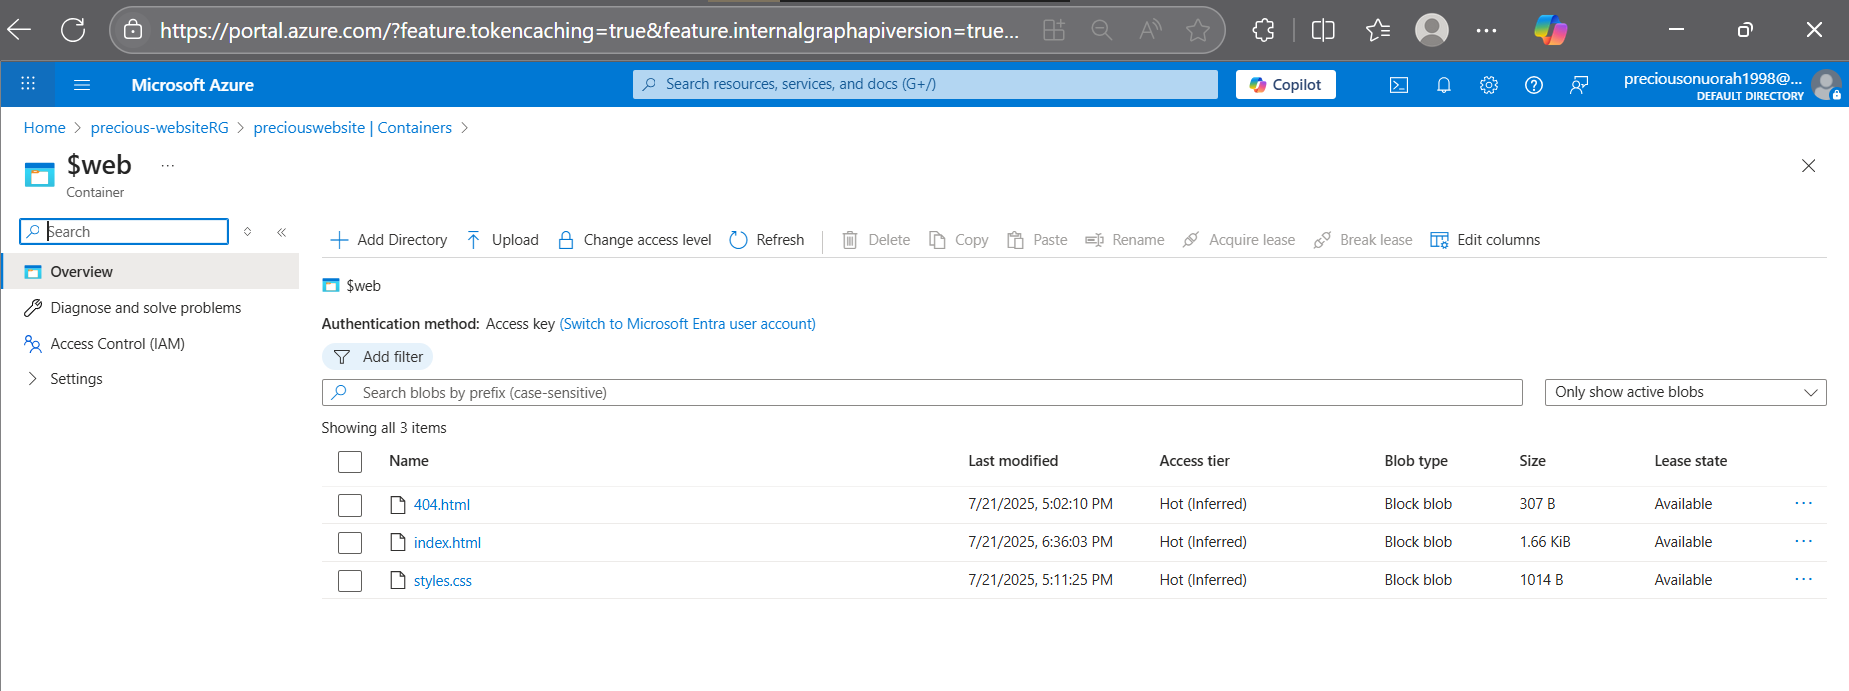 https://portal.azure.com/?feature.tokencaching=true&feature.internalgraphapiversion=true...
Microsoft Azure
Search resources, services, and docs (G+/)
Copilot
preciousonuorah1998@...
DEFAULT DIRECTORY
Home > precious-websiteRG > preciouswebsite | Containers >
$web ...
Container
Search
Add Directory Upload Change access level Refresh Delete Copy Paste Rename Acquire lease Break lease Edit columns
Overview
Diagnose and solve problems
Access Control (IAM)
Settings
$web
Authentication method: Access key (Switch to Microsoft Entra user account)
Add filter
Search blobs by prefix (case-sensitive)
Only show active blobs
Showing all 3 items
Name Last modified Access tier Blob type Size Lease state
404.html 7/21/2025, 5:02:10 PM Hot (Inferred) Block blob 307 B Available ...
index.html 7/21/2025, 6:36:03 PM Hot (Inferred) Block blob 1.66 KiB Available ...
styles.css 7/21/2025, 5:11:25 PM Hot (Inferred) Block blob 1014 B Available ...